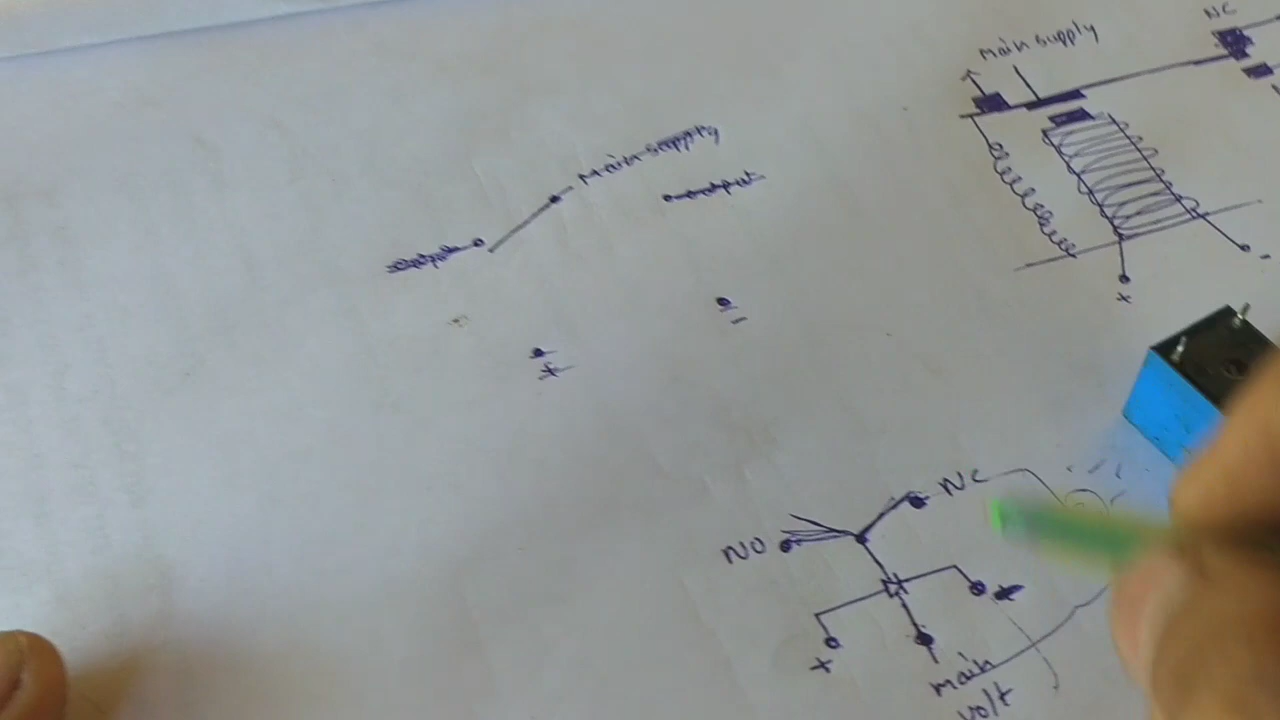 NC
Main supply
Main supply
output
-
+
-
+
NC
NO
+
main
volt